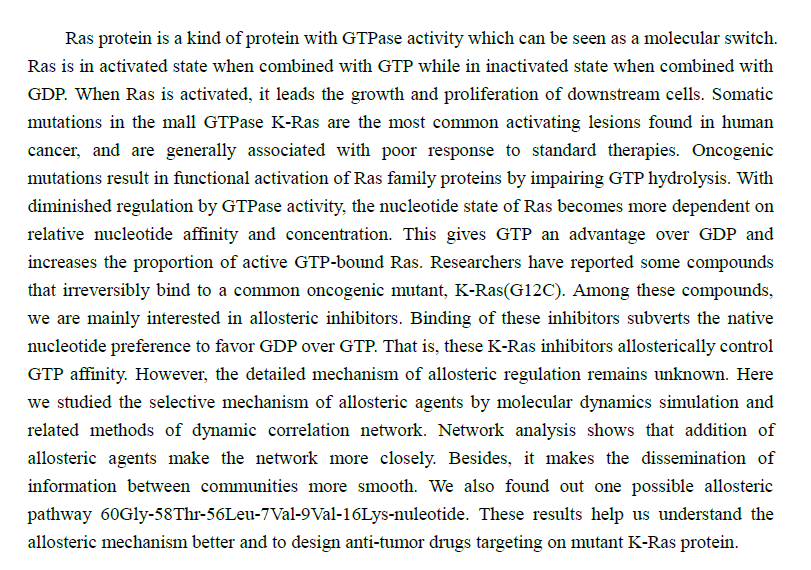 Ras protein is a kind of protein with GTPase activity which can be seen as a molecular switch.
Ras is in activated state when combined with GTP while in inactivated state when combined with
GDP. When Ras is activated, it leads the growth and proliferation of downstream cells. Somatic
mutations in the mall GTPase K-Ras are the most common activating lesions found in human
cancer, and are generally associated with poor response to standard therapies. Oncogenic
mutations result in functional activation of Ras family proteins by impairing GTP hydrolysis. With
diminished regulation by GTPase activity, the nucleotide state of Ras becomes more dependent on
relative nucleotide affinity and concentration. This gives GTP an advantage over GDP and
increases the proportion of active GTP-bound Ras. Researchers have reported some compounds
that irreversibly bind to a common oncogenic mutant, K-Ras(G12C). Among these compounds,
we are mainly interested in allosteric inhibitors. Binding of these inhibitors subverts the native
nucleotide preference to favor GDP over GTP. That is, these K-Ras inhibitors allosterically control
GTP affinity. However, the detailed mechanism of allosteric regulation remains unknown. Here
we studied the selective mechanism of allosteric agents by molecular dynamics simulation and
related methods of dynamic correlation network. Network analysis shows that addition of
allosteric agents make the network more closely. Besides, it makes the dissemination of
information between communities more smooth. We also found out one possible allosteric
pathway 60Gly-58Thr-56Leu-7Val-9Val-16Lys-nuleotide. These results help us understand the
allosteric mechanism better and to design anti-tumor drugs targeting on mutant K-Ras protein.